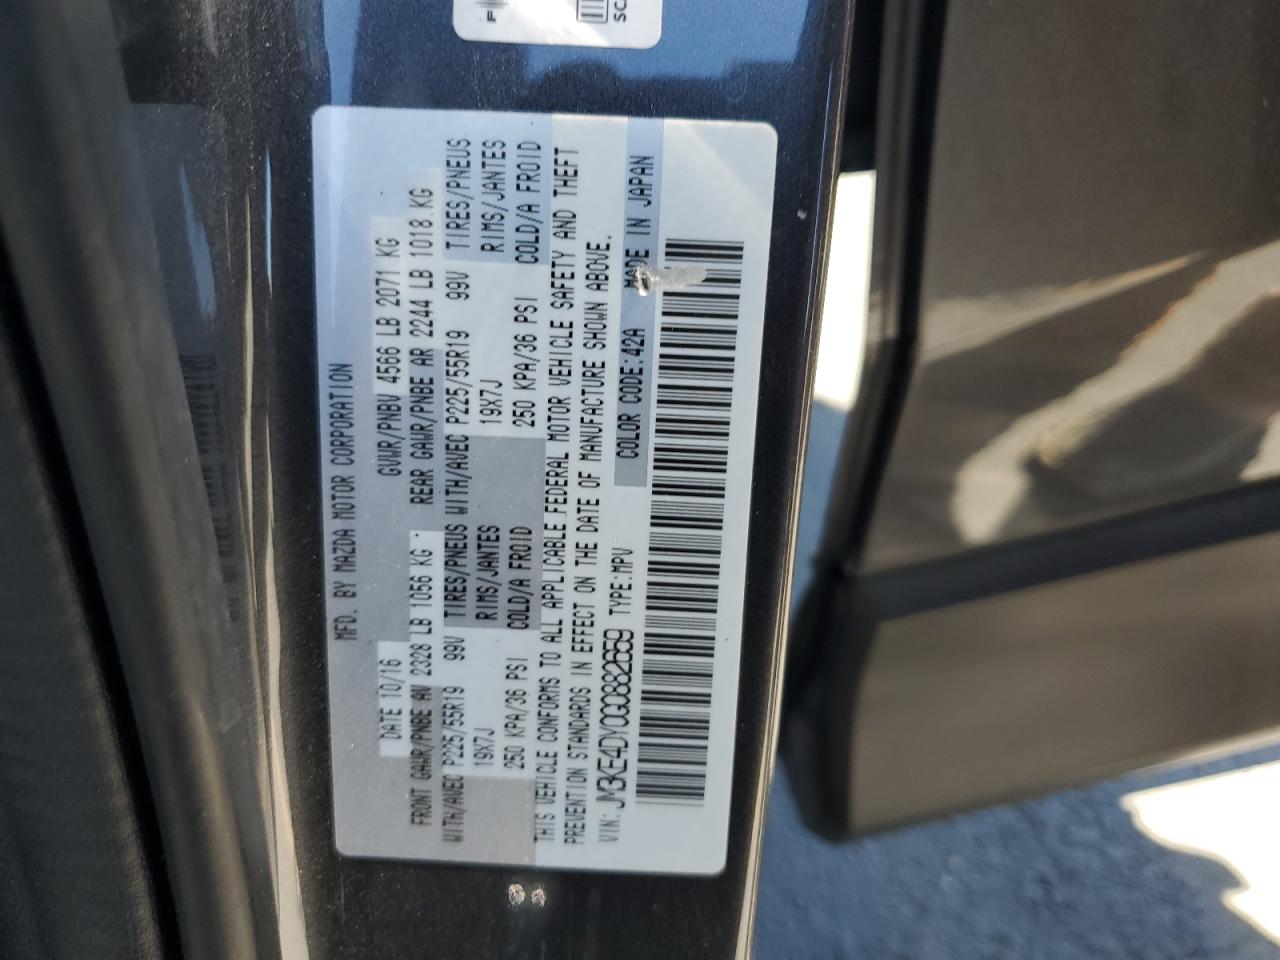 MFD. BY MAZDA MOTOR CORPORATION
DATE 10/16 GVWR/PNBV 4566 LB 2071 KG
FRONT GAWR/PNBE AV 2328 LB 1056 KG · REAR GAWR/PNBE AR 2244 LB 1018 KG
WITH/AVEC P225/55R19 99V TIRES/PNEUS WITH/AVEC P225/55R19 99V TIRES/PNEUS
19X7J RIMS/JANTES 19X7J RIMS/JANTES
250 KPA/36 PSI COLD/A FROID 250 KPA/36 PSI COLD/A FROID
THIS VEHICLE CONFORMS TO ALL APPLICABLE FEDERAL MOTOR VEHICLE SAFETY AND THEFT
PREVENTION STANDARDS IN EFFECT ON THE DATE OF MANUFACTURE SHOWN ABOVE.
VIN: JM3KE4DY0G0882659 TYPE:MPV COLOR CODE:42A MADE IN JAPAN